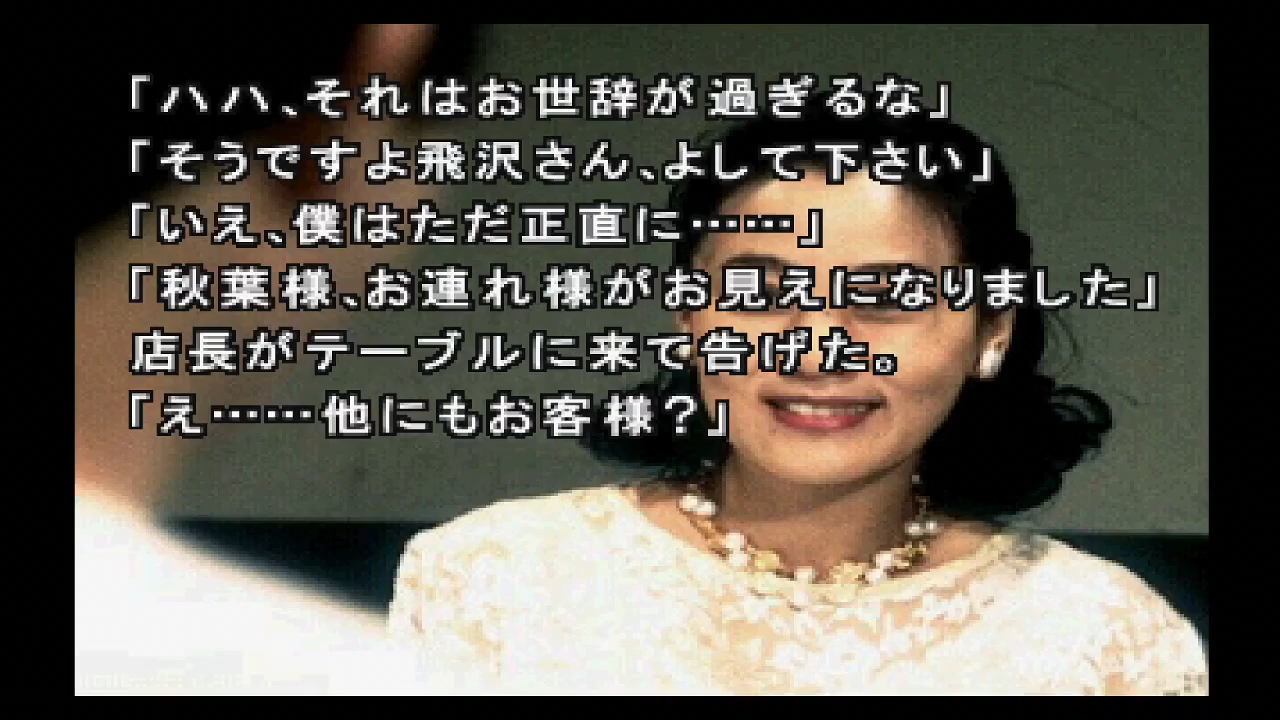 「ハハ、それはお世辞が過ぎるな」
「そうですよ飛沢さん、よして下さい」
「いえ、僕はただ正直に……」
「秋葉様、お連れ様がお見えになりました」
店長がテーブルに来て告げた。
「え……他にもお客様？」